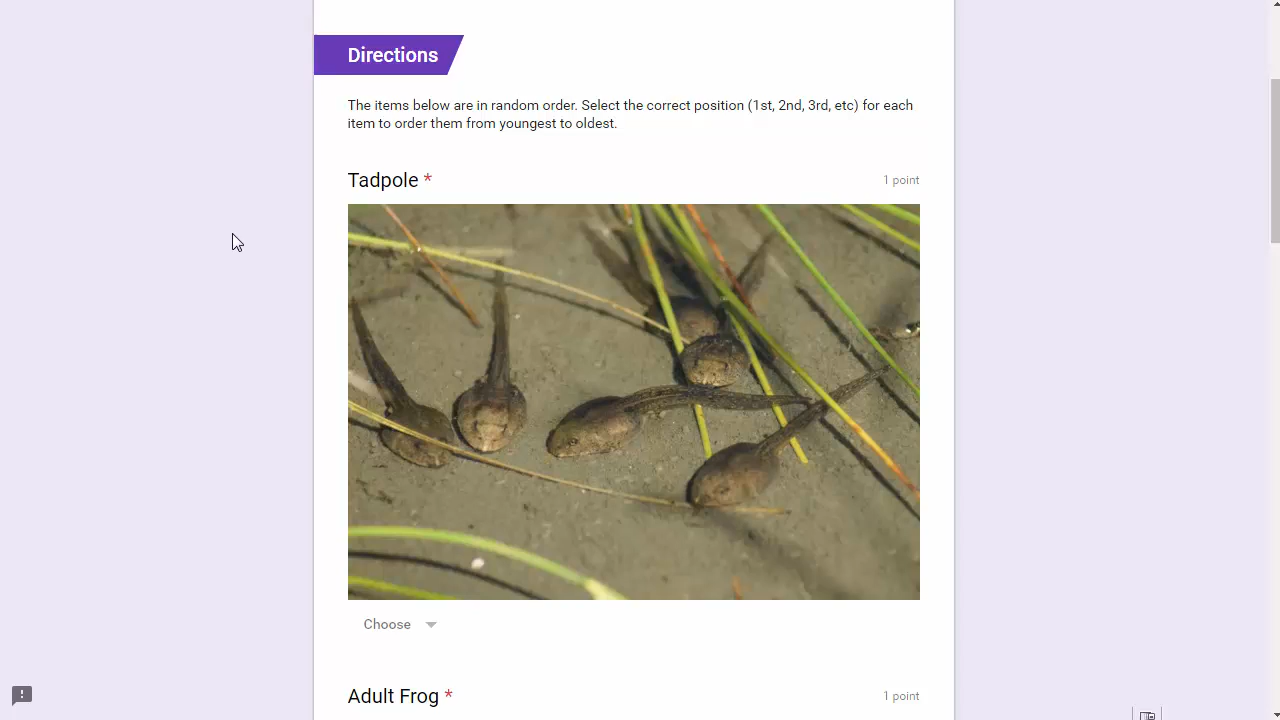 Directions
The items below are in random order. Select the correct position (1st, 2nd, 3rd, etc) for each
item to order them from youngest to oldest.
Tadpole * 1 point
Choose
Adult Frog * 1 point